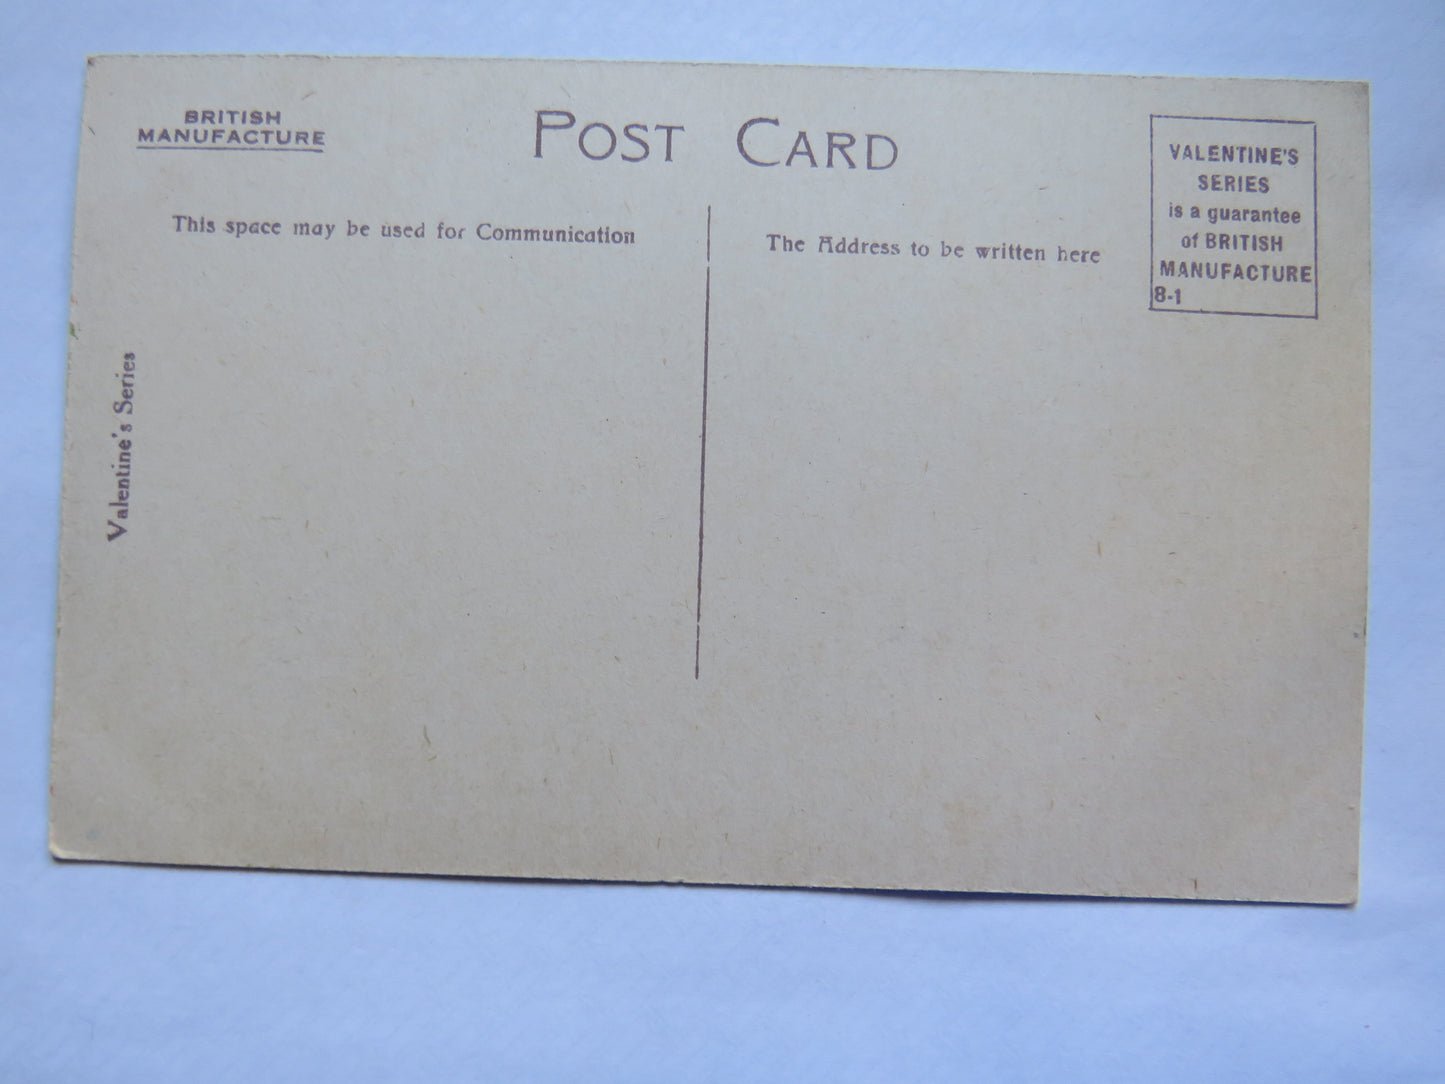 BRITISH
MANUFACTURE
POST CARD
This space may be used for Communication
The Address to be written here
VALENTINE'S
SERIES
is a guarantee
of BRITISH
MANUFACTURE
8-1
Valentine's Series